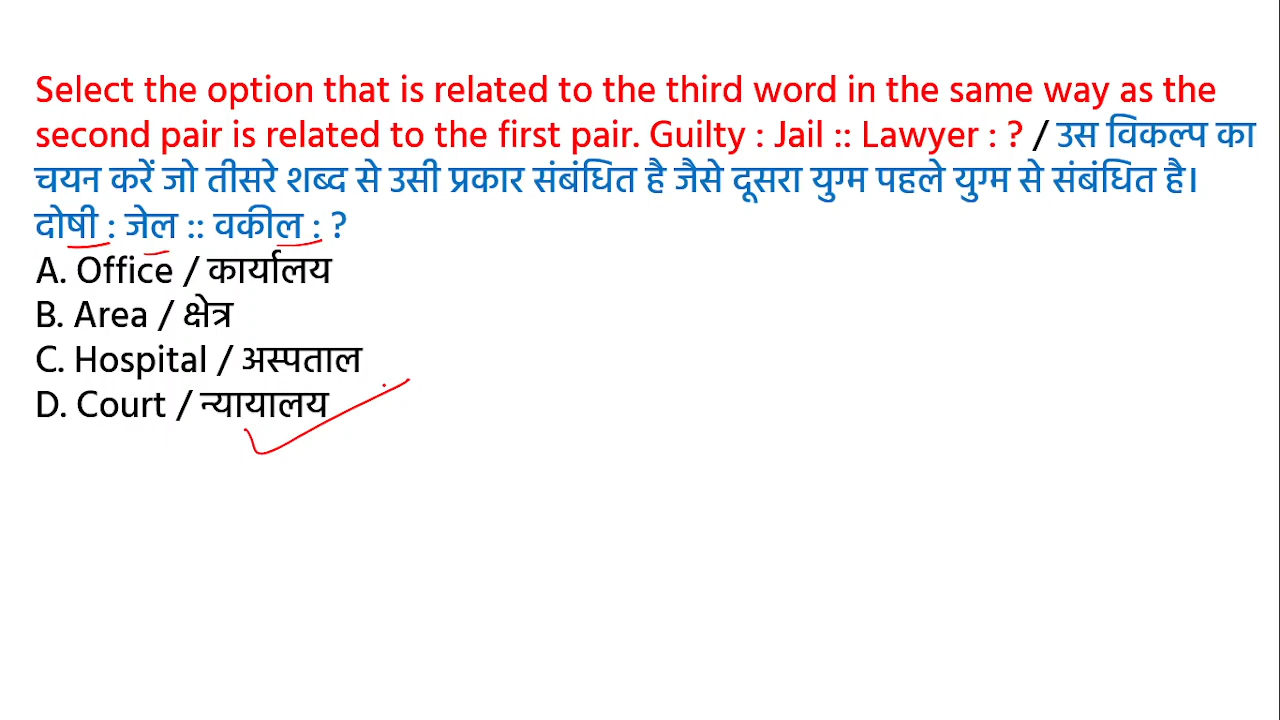 Select the option that is related to the third word in the same way as the
second pair is related to the first pair. Guilty : Jail :: Lawyer : ? / उस विकल्प का
चयन करें जो तीसरे शब्द से उसी प्रकार संबंधित है जैसे दूसरा युग्म पहले युग्म से संबंधित है।
दोषी : जेल :: वकील : ?
A. Office / कार्यालय
B. Area / क्षेत्र
C. Hospital / अस्पताल
D. Court / न्यायालय